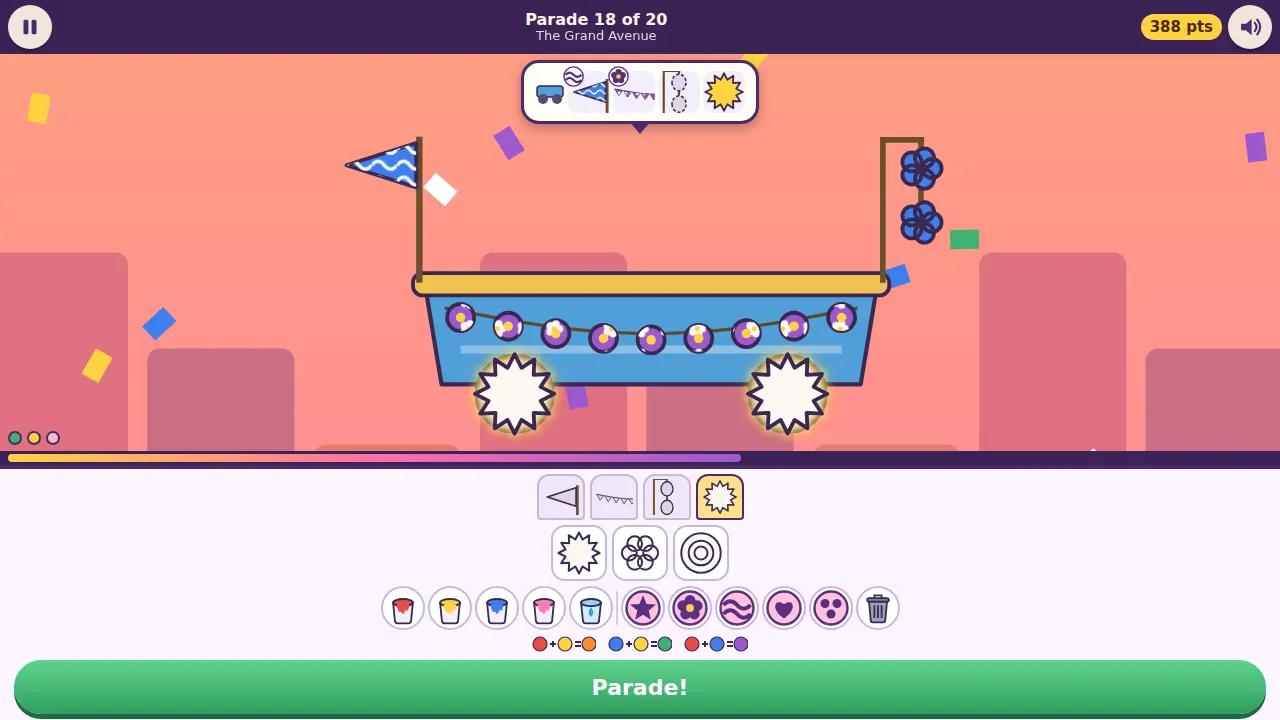 Parade 18 of 20
The Grand Avenue
388 pts
+ = + = + =
Parade!